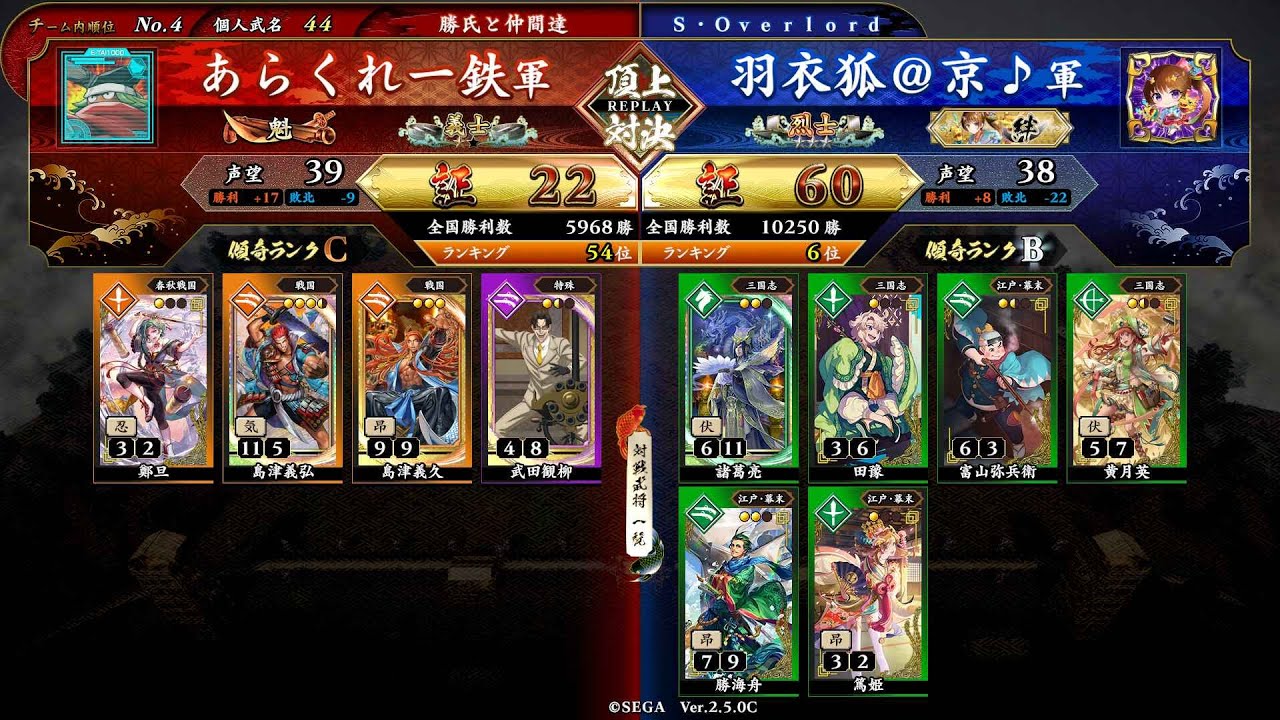 チーム内順位 No.4 個人武名 44 勝氏と仲間達
S・Overlord
あらくれ一鉄軍
頂上
REPLAY
対決
羽衣狐@京♪軍
魁
義士
烈士
絆
声望 39
勝利 +17 敗北 -9
証 22
証 60
声望 38
勝利 +8 敗北 -22
全国勝利数 5968勝
全国勝利数 10250勝
ランキング 54位
ランキング 6位
傾奇ランクC
傾奇ランクB
春秋戦国
忍
3 2
鄭旦
戦国
気
11 5
島津義弘
戦国
昂
9 9
島津義久
特殊
4 8
武田観柳
対戦武将一覧
三国志
伏
6 11
諸葛亮
三国志
3 6
田豫
江戸・幕末
6 3
富山弥兵衛
三国志
伏
5 7
黄月英
江戸・幕末
昂
7 9
勝海舟
江戸・幕末
昂
3 2
篤姫
©SEGA Ver.2.5.0C